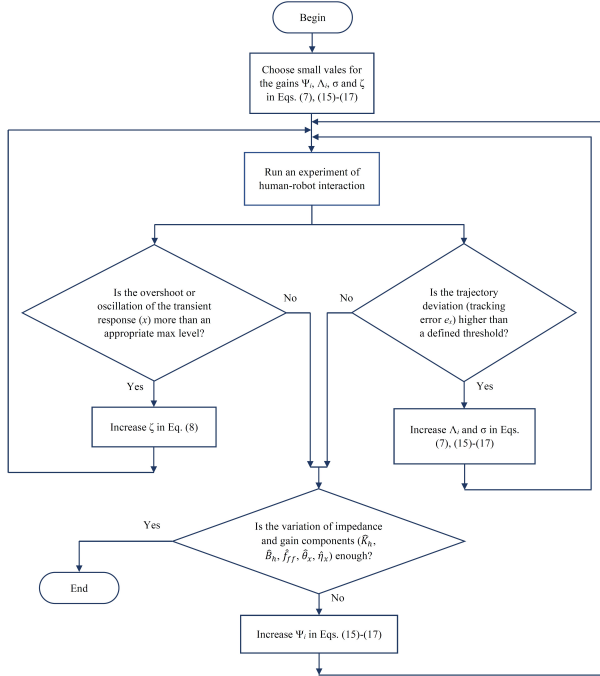 Begin
Choose small vales for
the gains Ψᵢ, Λᵢ, σ and ζ
in Eqs. (7), (15)-(17)
Run an experiment of
human-robot interaction
Is the overshoot or
oscillation of the transient
response (x) more than an
appropriate max level?
No
Yes
Increase ζ in Eq. (8)
Is the trajectory
deviation (tracking
error eₓ) higher than
a defined threshold?
No
Yes
Increase Λᵢ and σ in Eqs.
(7), (15)-(17)
Is the variation of impedance
and gain components (K̂ₕ,
B̂ₕ, f̂_ff, θ̂ₓ, η̂ₓ) enough?
Yes
End
No
Increase Ψᵢ in Eqs. (15)-(17)